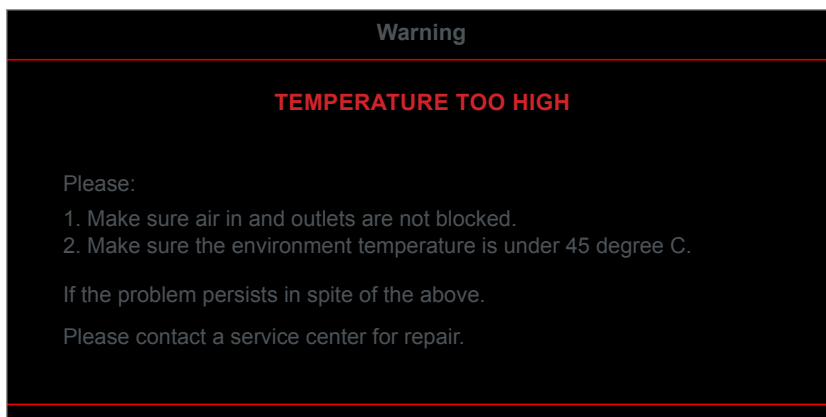 Warning
TEMPERATURE TOO HIGH
Please:
1. Make sure air in and outlets are not blocked.
2. Make sure the environment temperature is under 45 degree C.
If the problem persists in spite of the above.
Please contact a service center for repair.